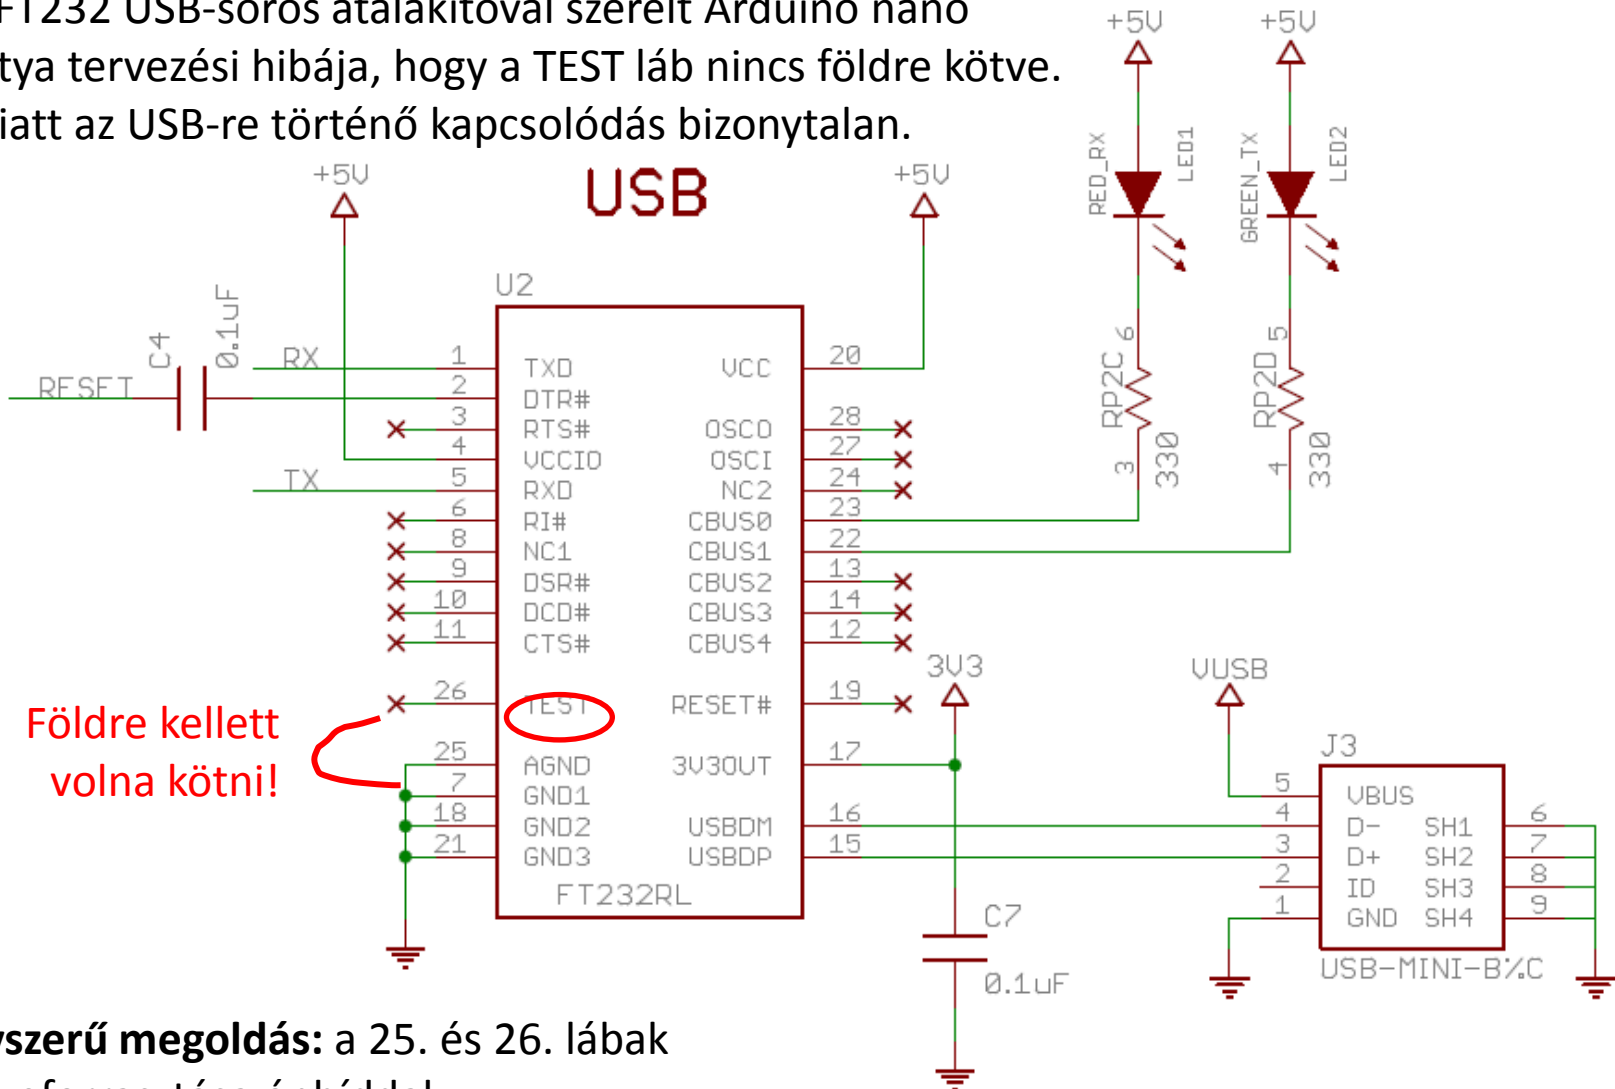 FT232 USB-soros átalakítóval szerelt Arduino nano
tya tervezési hibája, hogy a TEST láb nincs földre kötve.
iatt az USB-re történő kapcsolódás bizonytalan.
+5V
+5V
RED_RX
LED1
GREEN_TX
LED2
+5V
USB
+5V
U2
C4
0.1uF
RESET
RX
TX
1 TXD
2 DTR#
3 RTS#
4 VCCIO
5 RXD
6 RI#
8 NC1
9 DSR#
10 DCD#
11 CTS#
26 TEST
25 AGND
7 GND1
18 GND2
21 GND3
VCC 20
OSCO 28
OSCI 27
NC2 24
CBUS0 23
CBUS1 22
CBUS2 13
CBUS3 14
CBUS4 12
RESET# 19
3V3OUT 17
USBDM 16
USBDP 15
FT232RL
6
RP2C
3
330
5
RP2D
4
330
Földre kellett
volna kötni!
3V3
C7
0.1uF
VUSB
J3
5 VBUS
4 D- SH1 6
3 D+ SH2 7
2 ID SH3 8
1 GND SH4 9
USB-MINI-B%C
szerű megoldás: a 25. és 26. lábak